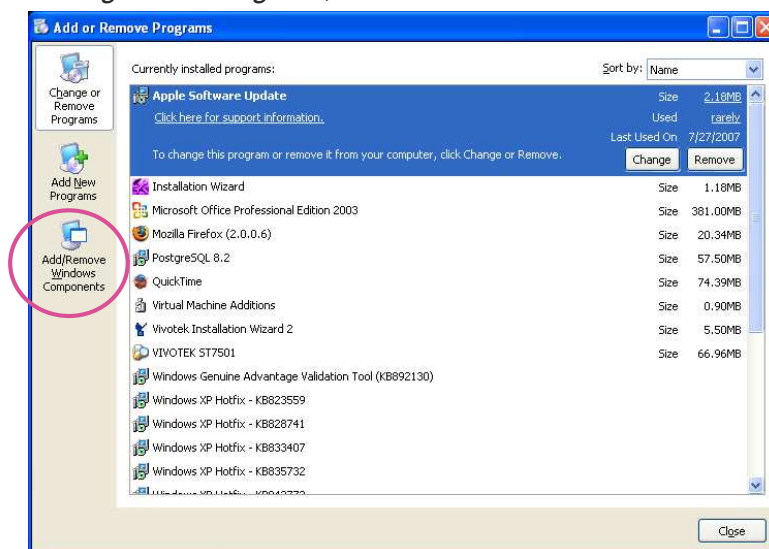 Add or Remove Programs
Change or
Remove
Programs
Add New
Programs
Add/Remove
Windows
Components
Currently installed programs:
Sort by: Name
Apple Software Update
Size 2.18MB
Click here for support information.
Used rarely
Last Used On 7/27/2007
To change this program or remove it from your computer, click Change or Remove.
Change Remove
Installation Wizard Size 1.18MB
Microsoft Office Professional Edition 2003 Size 381.00MB
Mozilla Firefox (2.0.0.6) Size 20.34MB
PostgreSQL 8.2 Size 57.50MB
QuickTime Size 74.39MB
Virtual Machine Additions Size 0.90MB
Vivotek Installation Wizard 2 Size 5.50MB
VIVOTEK ST7501 Size 66.96MB
Windows Genuine Advantage Validation Tool (KB892130)
Windows XP Hotfix - KB823559
Windows XP Hotfix - KB828741
Windows XP Hotfix - KB833407
Windows XP Hotfix - KB835732
Close